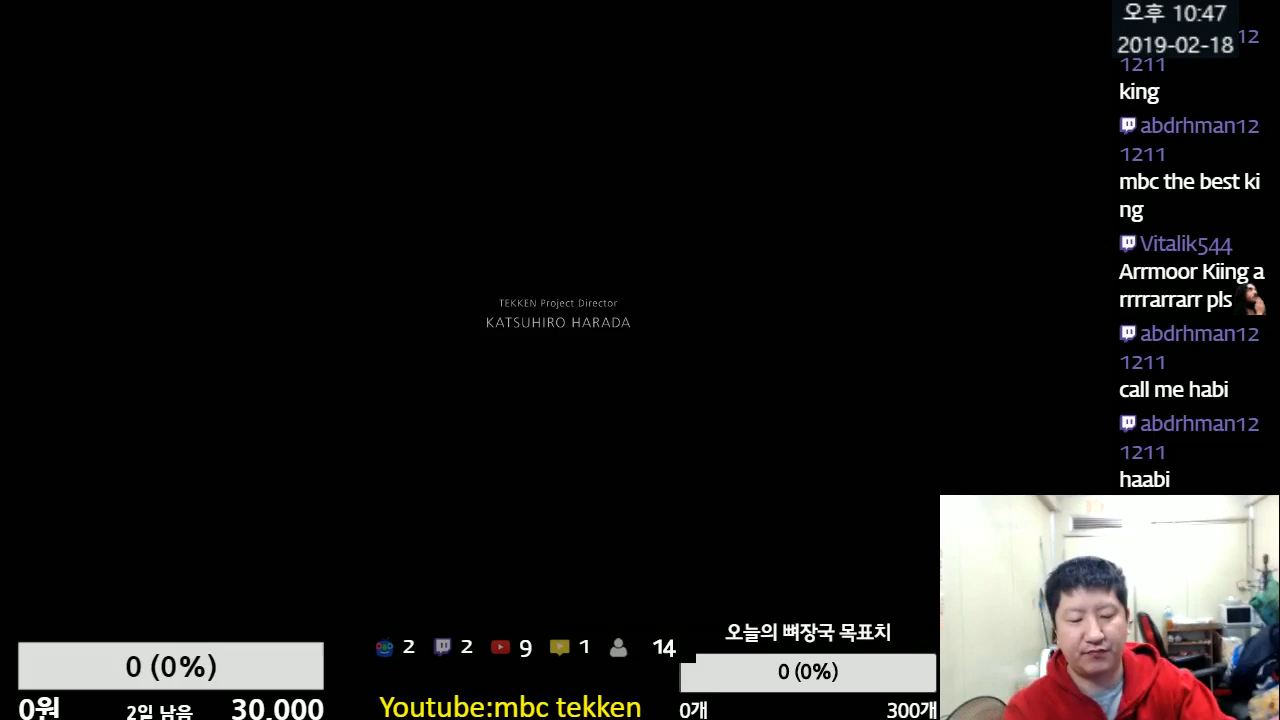 오후 10:47
2019-02-18
12
1211
king
abdrhman12
1211
mbc the best ki
ng
Vitalik544
Arrmoor Kiing a
rrrrarrarr pls
abdrhman12
1211
call me habi
abdrhman12
1211
haabi
TEKKEN Project Director
KATSUHIRO HARADA
오늘의 뼈장국 목표치
0 (0%)
0개
300개
2
2
9
1
14
Youtube:mbc tekken
0 (0%)
0원
2일 남음
30,000